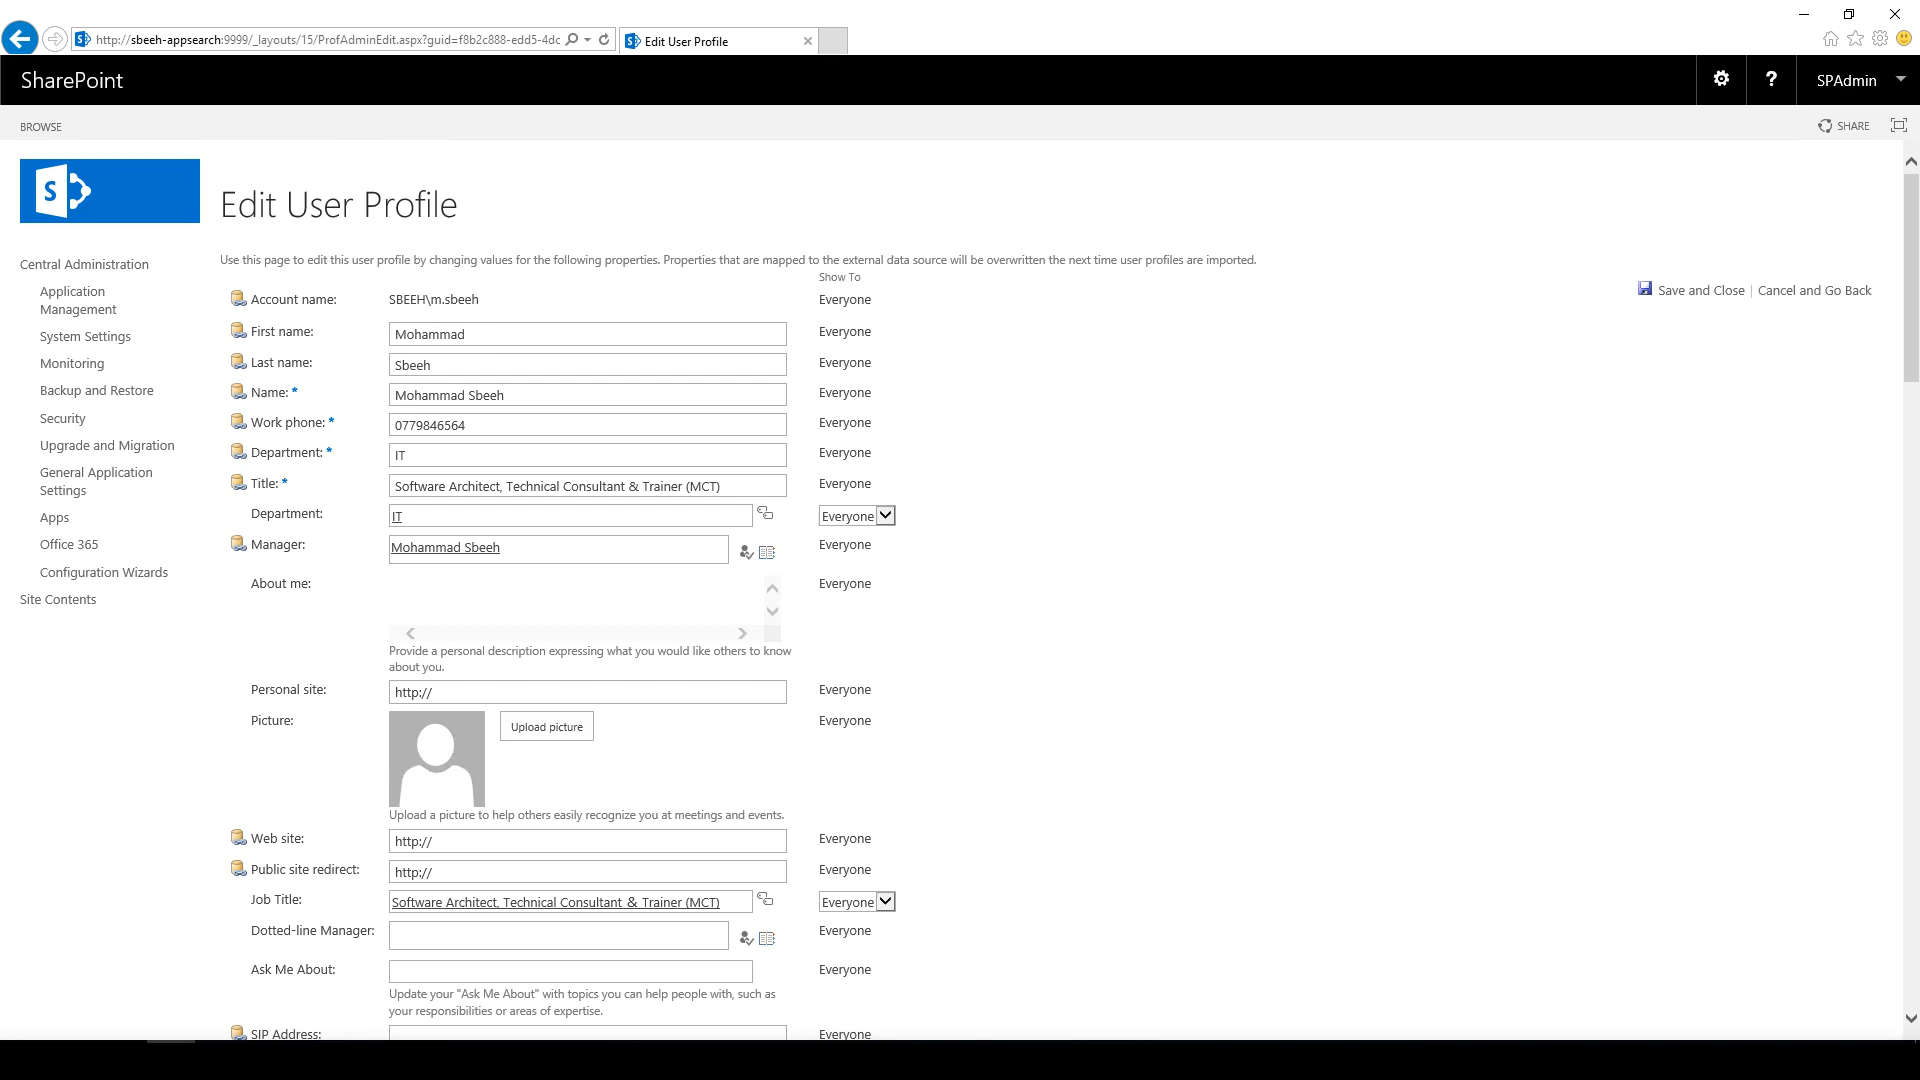 http://sbeeh-appsearch:9999/_layouts/15/ProfAdminEdit.aspx?guid=f8b2c888-edd5-4dc
Edit User Profile
SharePoint
SPAdmin
BROWSE
SHARE
Edit User Profile
Central Administration
Application Management
System Settings
Monitoring
Backup and Restore
Security
Upgrade and Migration
General Application Settings
Apps
Office 365
Configuration Wizards
Site Contents
Use this page to edit this user profile by changing values for the following properties. Properties that are mapped to the external data source will be overwritten the next time user profiles are imported.
Show To
Save and Close | Cancel and Go Back
Account name: SBEEH\m.sbeeh Everyone
First name: Mohammad Everyone
Last name: Sbeeh Everyone
Name: * Mohammad Sbeeh Everyone
Work phone: * 0779846564 Everyone
Department: * IT Everyone
Title: * Software Architect, Technical Consultant & Trainer (MCT) Everyone
Department: IT Everyone
Manager: Mohammad Sbeeh Everyone
About me: Everyone
Provide a personal description expressing what you would like others to know
about you.
Personal site: http:// Everyone
Picture: Upload picture Everyone
Upload a picture to help others easily recognize you at meetings and events.
Web site: http:// Everyone
Public site redirect: http:// Everyone
Job Title: Software Architect, Technical Consultant & Trainer (MCT) Everyone
Dotted-line Manager: Everyone
Ask Me About: Everyone
Update your "Ask Me About" with topics you can help people with, such as
your responsibilities or areas of expertise.
SIP Address: Everyone